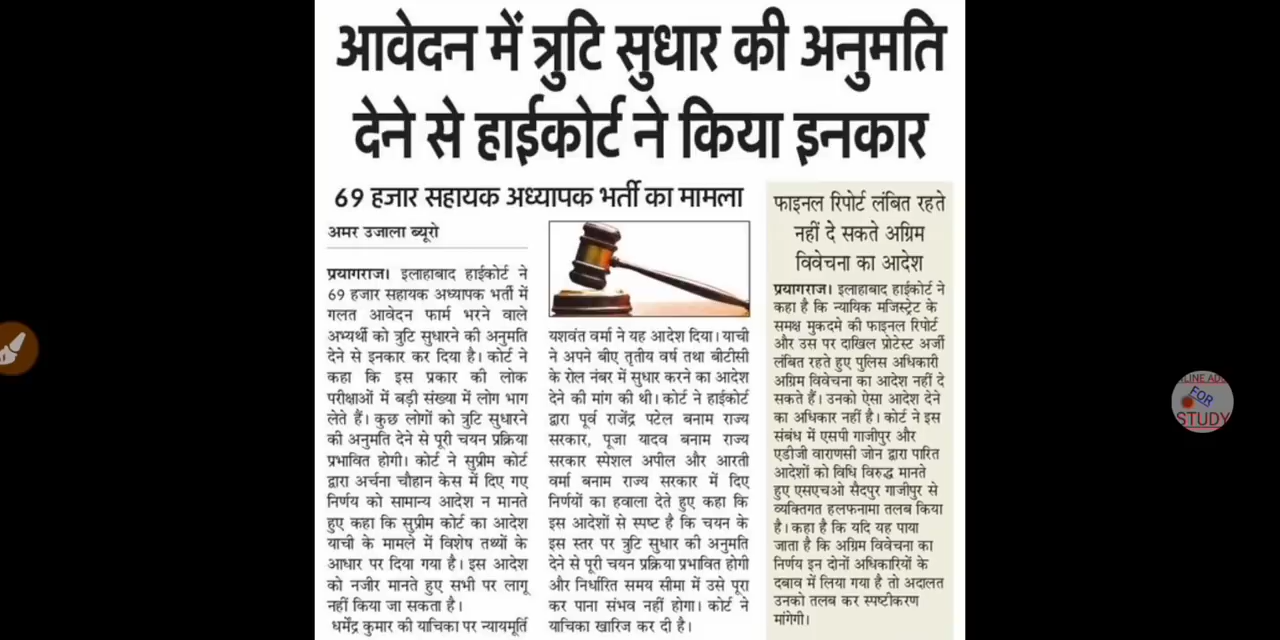 आवेदन में त्रुटि सुधार की अनुमति
देने से हाईकोर्ट ने किया इनकार
69 हजार सहायक अध्यापक भर्ती का मामला
अमर उजाला ब्यूरो
प्रयागराज। इलाहाबाद हाईकोर्ट ने
69 हजार सहायक अध्यापक भर्ती में
गलत आवेदन फार्म भरने वाले
अभ्यर्थी को त्रुटि सुधारने की अनुमति
देने से इनकार कर दिया है। कोर्ट ने
कहा कि इस प्रकार की लोक
परीक्षाओं में बड़ी संख्या में लोग भाग
लेते हैं। कुछ लोगों को त्रुटि सुधारने
की अनुमति देने से पूरी चयन प्रक्रिया
प्रभावित होगी। कोर्ट ने सुप्रीम कोर्ट
द्वारा अर्चना चौहान केस में दिए गए
निर्णय को सामान्य आदेश न मानते
हुए कहा कि सुप्रीम कोर्ट का आदेश
याची के मामले में विशेष तथ्यों के
आधार पर दिया गया है। इस आदेश
को नजीर मानते हुए सभी पर लागू
नहीं किया जा सकता है।
धर्मेंद्र कुमार की याचिका पर न्यायमूर्ति
यशवंत वर्मा ने यह आदेश दिया। याची
ने अपने बीए तृतीय वर्ष तथा बीटीसी
के रोल नंबर में सुधार करने का आदेश
देने की मांग की थी। कोर्ट ने हाईकोर्ट
द्वारा पूर्व राजेंद्र पटेल बनाम राज्य
सरकार, पूजा यादव बनाम राज्य
सरकार स्पेशल अपील और आरती
वर्मा बनाम राज्य सरकार में दिए
निर्णयों का हवाला देते हुए कहा कि
इस आदेशों से स्पष्ट है कि चयन के
इस स्तर पर त्रुटि सुधार की अनुमति
देने से पूरी चयन प्रक्रिया प्रभावित होगी
और निर्धारित समय सीमा में उसे पूरा
कर पाना संभव नहीं होगा। कोर्ट ने
याचिका खारिज कर दी है।
फाइनल रिपोर्ट लंबित रहते
नहीं दे सकते अग्रिम
विवेचना का आदेश
प्रयागराज। इलाहाबाद हाईकोर्ट ने
कहा है कि न्यायिक मजिस्ट्रेट के
समक्ष मुकदमे की फाइनल रिपोर्ट
और उस पर दाखिल प्रोटेस्ट अर्जी
लंबित रहते हुए पुलिस अधिकारी
अग्रिम विवेचना का आदेश नहीं दे
सकते हैं। उनको ऐसा आदेश देने
का अधिकार नहीं है। कोर्ट ने इस
संबंध में एसपी गाजीपुर और
एडीजी वाराणसी जोन द्वारा पारित
आदेशों को विधि विरुद्ध मानते
हुए एसएचओ सैदपुर गाजीपुर से
व्यक्तिगत हलफनामा तलब किया
है। कहा है कि यदि यह पाया
जाता है कि अग्रिम विवेचना का
निर्णय इन दोनों अधिकारियों के
दबाव में लिया गया है तो अदालत
उनको तलब कर स्पष्टीकरण
मांगेगी।
FOR
STUDY